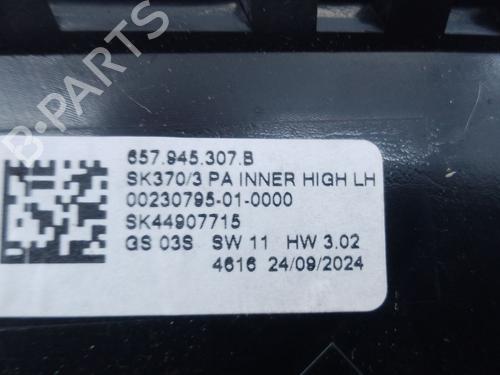 B-PARTS
657.945.307.B
SK370/3 PA INNER HIGH LH
00230795-01-0000
SK44907715
GS 03S SW 11 HW 3.02
4616 24/09/2024